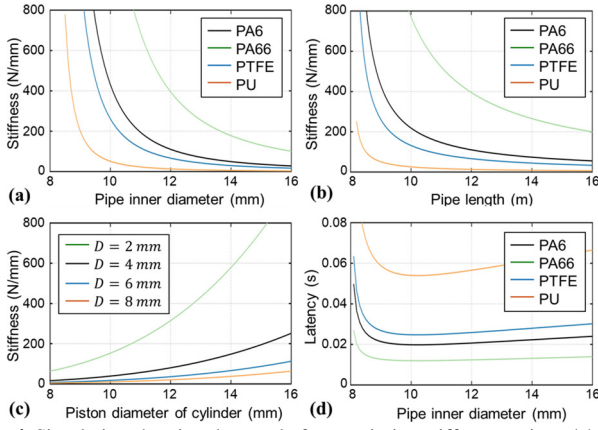 800
600
400
200
0
Stiffness (N/mm)
PA6
PA66
PTFE
PU
8 10 12 14 16
(a) Pipe inner diameter (mm)
800
600
400
200
0
Stiffness (N/mm)
PA6
PA66
PTFE
PU
8 10 12 14 16
(b) Pipe length (m)
800
600
400
200
0
Stiffness (N/mm)
D = 2 mm
D = 4 mm
D = 6 mm
D = 8 mm
8 10 12 14 16
(c) Piston diameter of cylinder (mm)
0.08
0.06
0.04
0.02
0
Latency (s)
PA6
PA66
PTFE
PU
8 10 12 14 16
(d) Pipe inner diameter (mm)